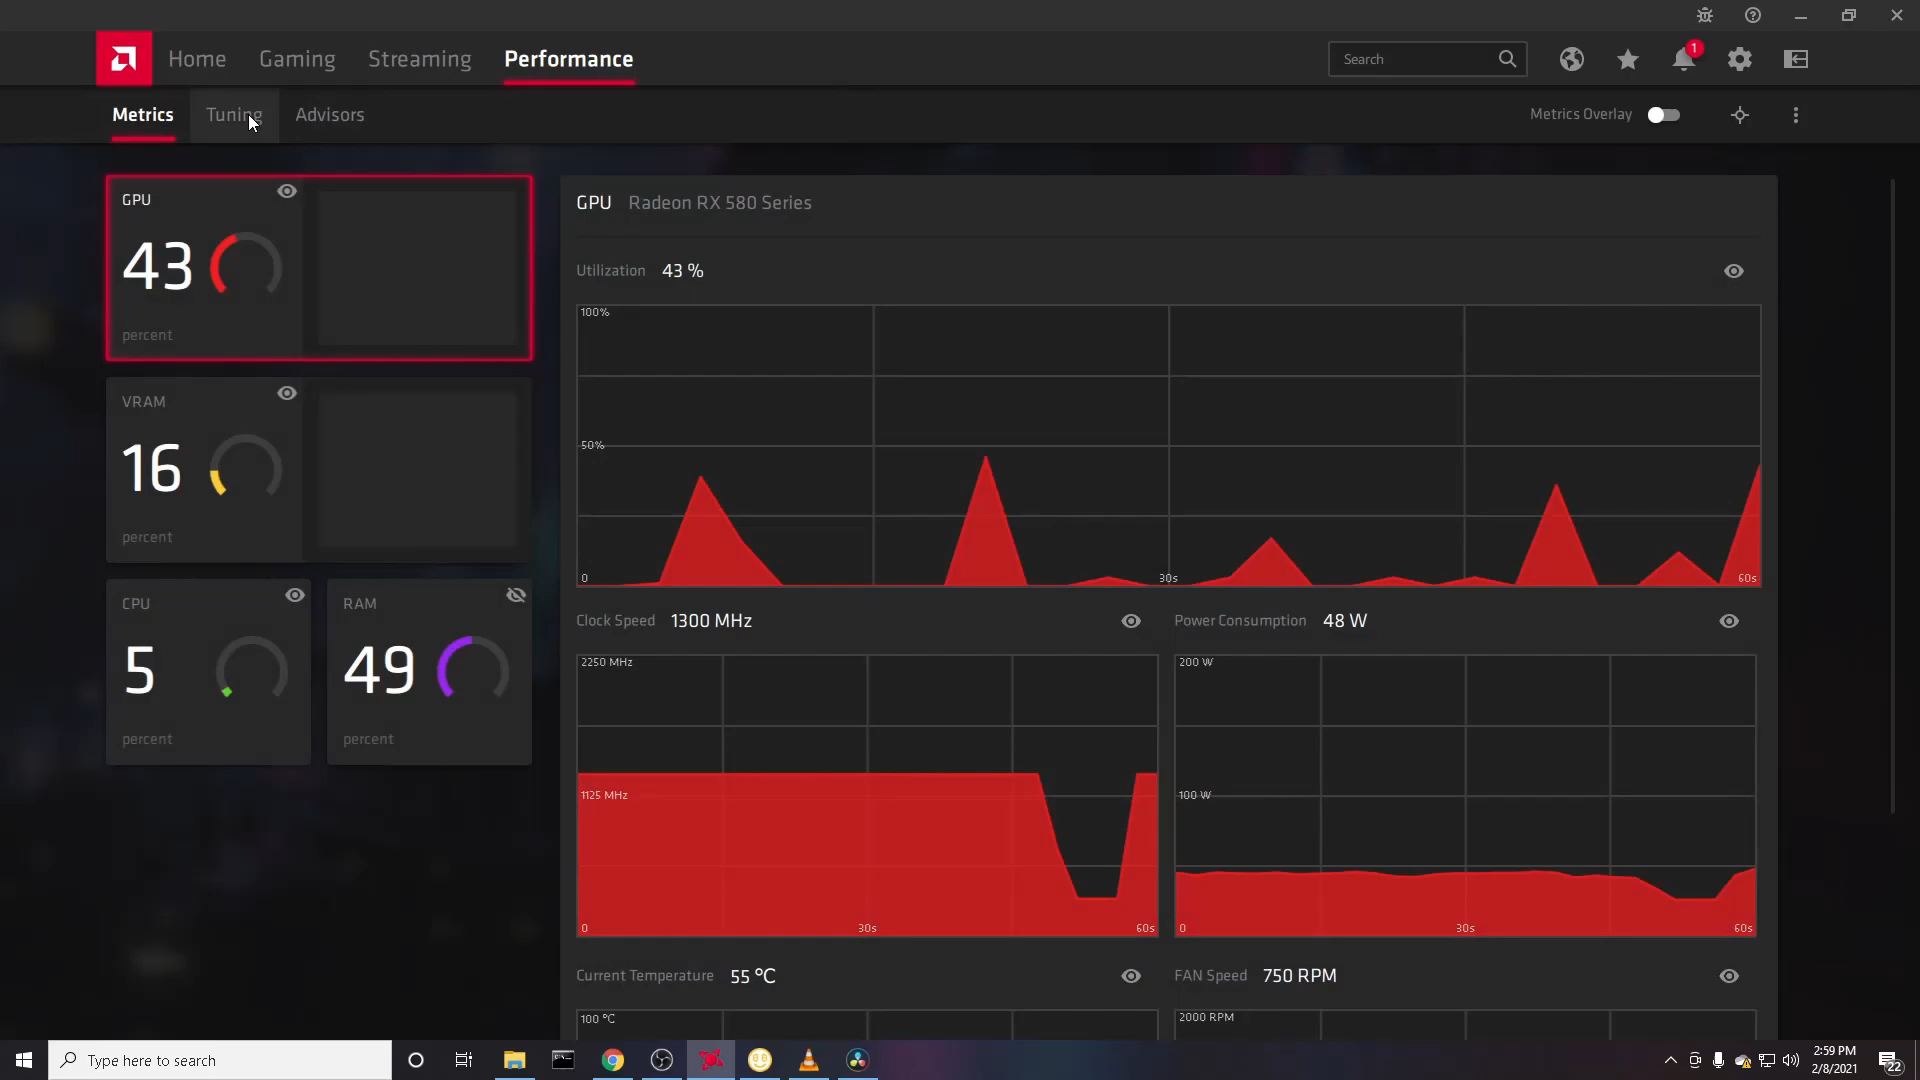 Home Gaming Streaming Performance
Search
1
Metrics Tuning Advisors
Metrics Overlay
GPU
43
percent
VRAM
16
percent
CPU
5
percent
RAM
49
percent
GPU Radeon RX 580 Series
Utilization 43 %
100%
50%
0 30s 60s
Clock Speed 1300 MHz
2250 MHz
1125 MHz
0 30s 60s
Power Consumption 48 W
200 W
100 W
0 30s 60s
Current Temperature 55 °C
100 °C
FAN Speed 750 RPM
2000 RPM
Type here to search
2:59 PM
2/8/2021
22